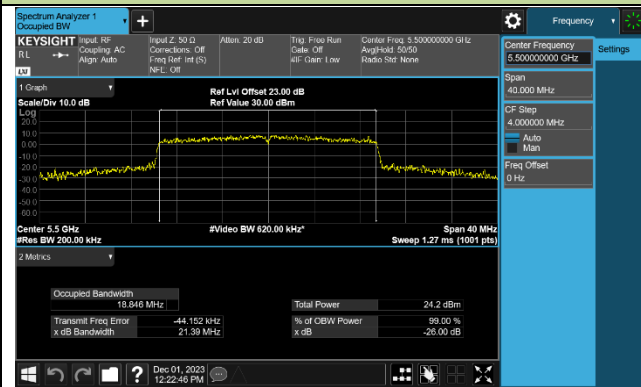 Spectrum Analyzer 1
Occupied BW
+
Frequency
KEYSIGHT
RL
Input: RF
Coupling: AC
Align: Auto
Input Z: 50 Ω
Corrections: Off
Freq Ref: Int (S)
NFE: Off
Atten: 20 dB
Trig: Free Run
Gate: Off
#IF Gain: Low
Center Freq: 5.500000000 GHz
Avg|Hold: 50/50
Radio Std: None
Center Frequency
5.500000000 GHz
Settings
Span
40.000 MHz
CF Step
4.000000 MHz
Auto
Man
Freq Offset
0 Hz
1 Graph
Scale/Div 10.0 dB
Ref Lvl Offset 23.00 dB
Ref Value 30.00 dBm
Log
20.0
10.0
0.00
-10.0
-20.0
-30.0
-40.0
-50.0
-60.0
Center 5.5 GHz
#Res BW 200.00 kHz
#Video BW 620.00 kHz*
Span 40 MHz
Sweep 1.27 ms (1001 pts)
2 Metrics
Occupied Bandwidth
18.846 MHz
Total Power 24.2 dBm
Transmit Freq Error -44.152 kHz
% of OBW Power 99.00 %
x dB Bandwidth 21.39 MHz
x dB -26.00 dB
?
Dec 01, 2023
12:22:46 PM